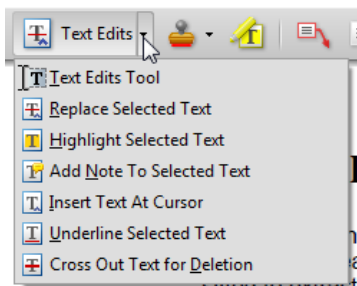 Text Edits
Text Edits Tool
Replace Selected Text
Highlight Selected Text
Add Note To Selected Text
Insert Text At Cursor
Underline Selected Text
Cross Out Text for Deletion